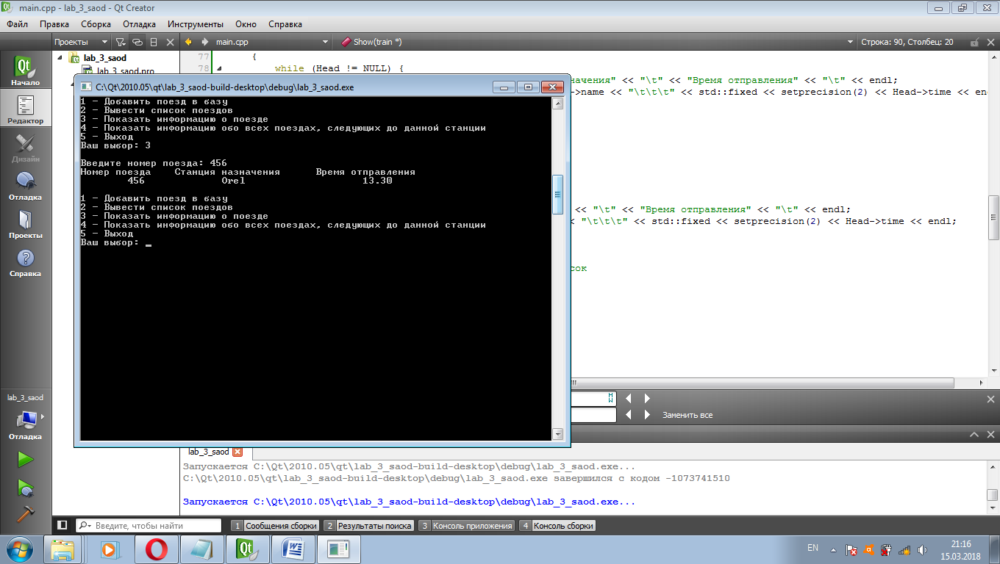 main.cpp - lab_3_saod - Qt Creator
Файл Правка Сборка Отладка Инструменты Окно Справка
Проекты main.cpp Show(train *) Строка: 90, Столбец: 20
Начало
Редактор
Дизайн
Отладка
Проекты
Справка
lab_3_saod
Отладка
lab_3_saod
lab_3_saod.pro
77 {
78 while (Head != NULL) {
начения" << "\t" << "Время отправления" << "\t" << endl;
->name << "\t\t\t" << std::fixed << setprecision(2) << Head->time << en
<< "\t" << "Время отправления" << "\t" << endl;
< "\t\t\t" << std::fixed << setprecision(2) << Head->time << endl;
сок
C:\Qt\2010.05\qt\lab_3_saod-build-desktop\debug\lab_3_saod.exe
1 - Добавить поезд в базу
2 - Вывести список поездов
3 - Показать информацию о поезде
4 - Показать информацию обо всех поездах, следующих до данной станции
5 - Выход
Ваш выбор: 3
Введите номер поезда: 456
Номер поезда Станция назначения Время отправления
456 Orel 13.30
1 - Добавить поезд в базу
2 - Вывести список поездов
3 - Показать информацию о поезде
4 - Показать информацию обо всех поездах, следующих до данной станции
5 - Выход
Ваш выбор: _
Заменить все
lab_3_saod
Запускается C:\Qt\2010.05\qt\lab_3_saod-build-desktop\debug\lab_3_saod.exe...
C:\Qt\2010.05\qt\lab_3_saod-build-desktop\debug\lab_3_saod.exe завершился с кодом -1073741510
Запускается C:\Qt\2010.05\qt\lab_3_saod-build-desktop\debug\lab_3_saod.exe...
Введите, чтобы найти 1 Сообщения сборки 2 Результаты поиска 3 Консоль приложения 4 Консоль сборки
EN 21:16
15.03.2018